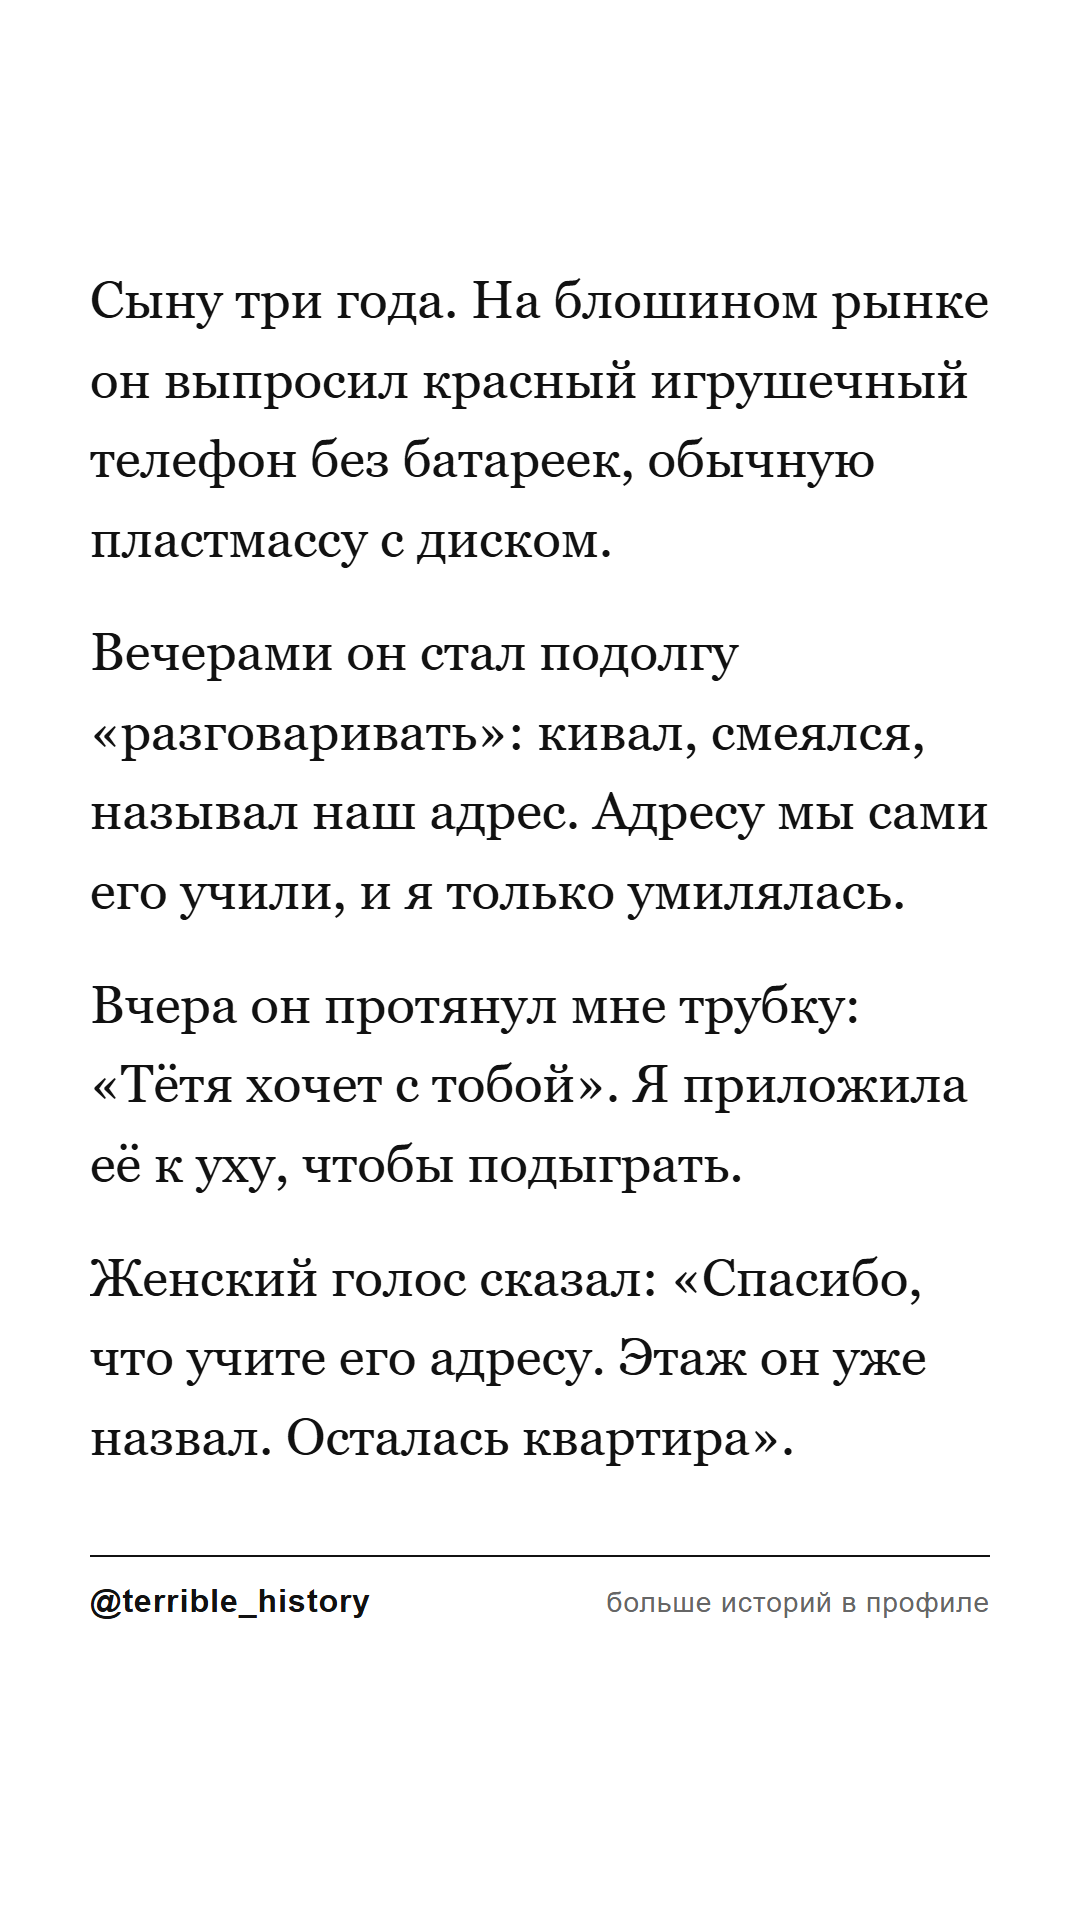 Сыну три года. На блошином рынке
он выпросил красный игрушечный
телефон без батареек, обычную
пластмассу с диском.
Вечерами он стал подолгу
«разговаривать»: кивал, смеялся,
называл наш адрес. Адресу мы сами
его учили, и я только умилялась.
Вчера он протянул мне трубку:
«Тётя хочет с тобой». Я приложила
её к уху, чтобы подыграть.
Женский голос сказал: «Спасибо,
что учите его адресу. Этаж он уже
назвал. Осталась квартира».
@terrible_history
больше историй в профиле